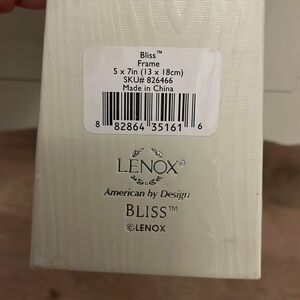 Bliss™
Frame
5 x 7in (13 x 18cm)
SKU# 826466
Made in China
8 82864 35161 6
LENOX®
American by Design
BLISS™
©LENOX